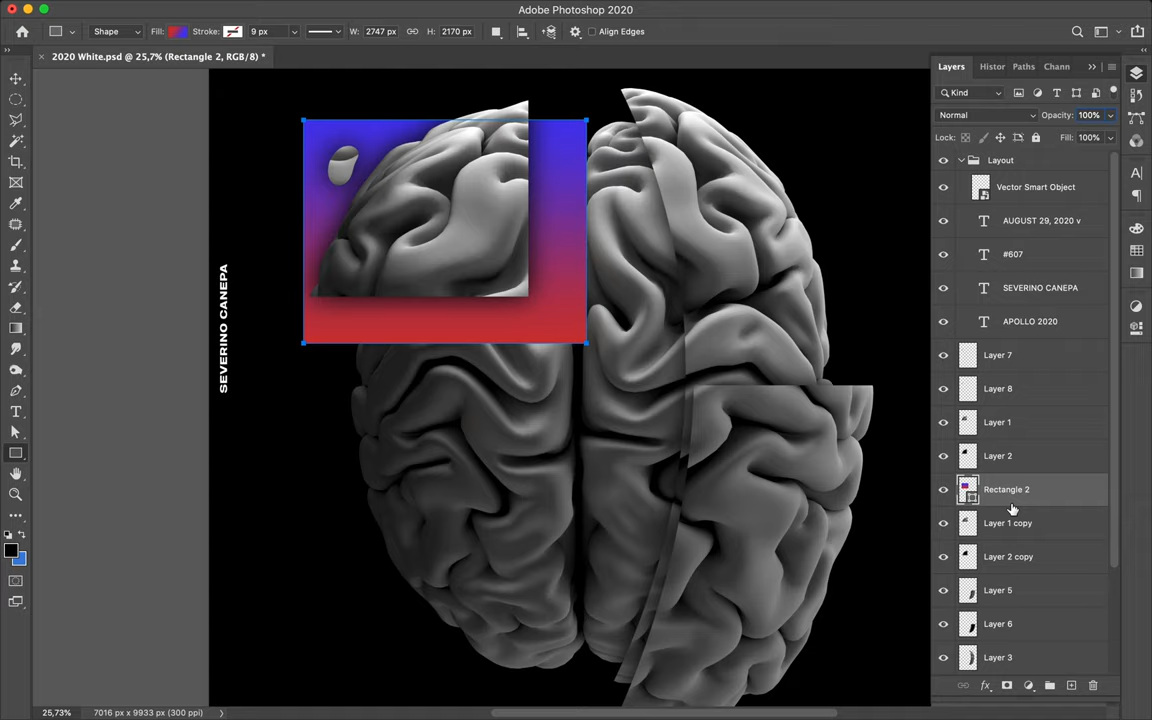 Adobe Photoshop 2020
Shape
Fill:
Stroke:
9 px
W:
2747 px
H:
2170 px
Align Edges
2020 White.psd @ 25,7% (Rectangle 2, RGB/8) *
Layers
Histor
Paths
Chann
Kind
Normal
Opacity:
100%
Lock:
Fill:
100%
Layout
Vector Smart Object
AUGUST 29, 2020 v
#607
SEVERINO CANEPA
APOLLO 2020
Layer 7
Layer 8
Layer 1
Layer 2
Rectangle 2
Layer 1 copy
Layer 2 copy
Layer 5
Layer 6
Layer 3
SEVERINO CANEPA
25,73%
7016 px x 9933 px (300 ppi)